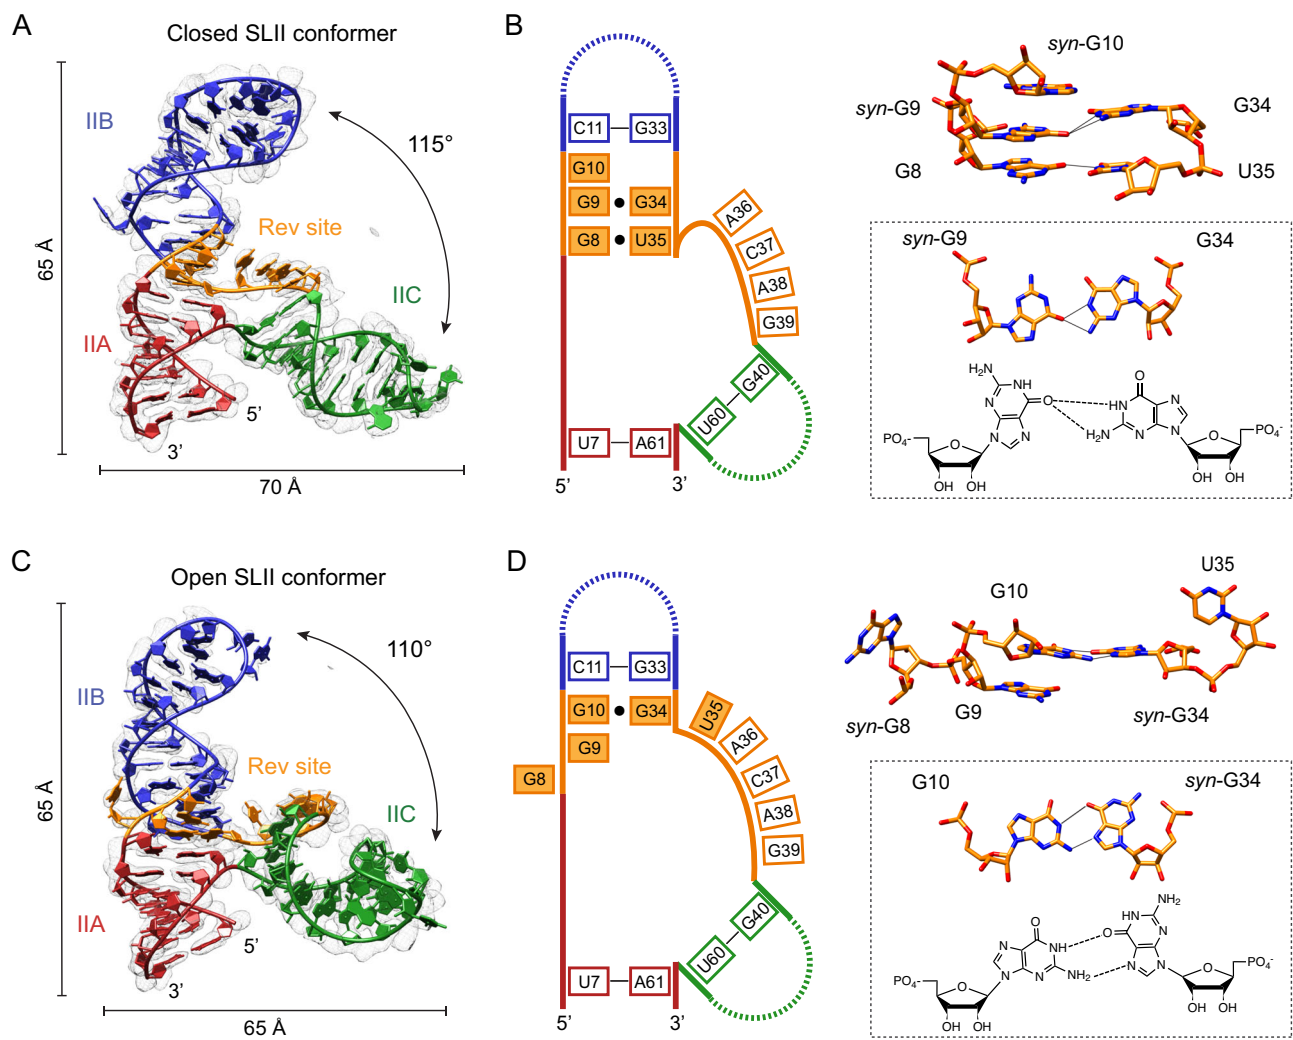 A
Closed SLII conformer
IIB
115°
65 Å
Rev site
IIC
IIA
5’
3’
70 Å
B
C11
G33
G10
G9
G34
G8
U35
A36
C37
A38
G39
G40
U60
U7
A61
5’
3’
syn-G10
syn-G9
G34
G8
U35
syn-G9
G34
H2N
NH
N
N
O
N
N
O
HN
N
H2N
N
N
PO4-
O
O
PO4-
OH OH
OH OH
C
Open SLII conformer
110°
IIB
65 Å
Rev site
IIC
IIA
5’
3’
65 Å
D
C11
G33
G10
G34
U35
G9
A36
G8
C37
A38
G39
G40
U60
U7
A61
5’
3’
U35
G10
syn-G8
G9
syn-G34
G10
syn-G34
NH2
HN
N
O
O
N
NH
N
N
N
N
NH2
N
PO4-
O
O
PO4-
OH OH
OH OH